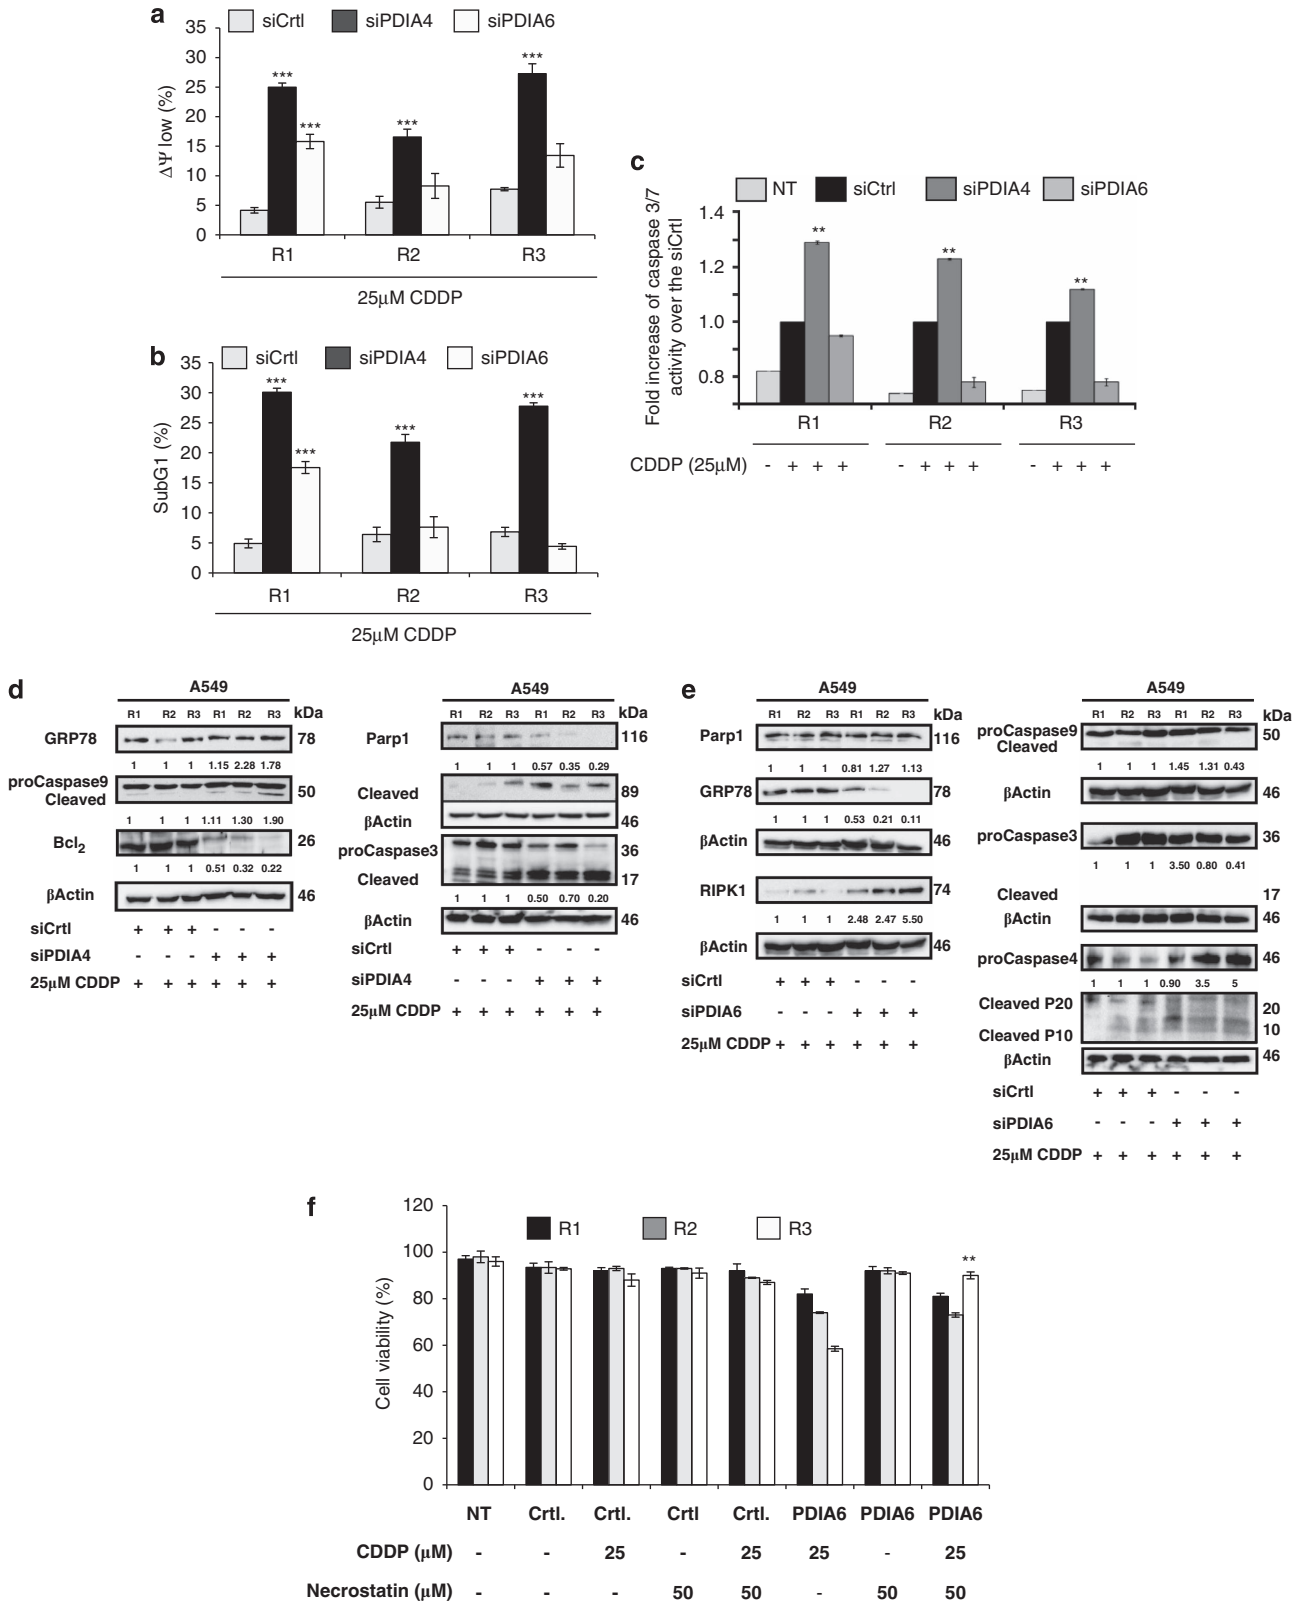 a
siCrtl siPDIA4 siPDIA6
ΔΨ low (%)
35
30
25
20
15
10
5
0
*** *** *** ***
R1 R2 R3
25μM CDDP
b
siCrtl siPDIA4 siPDIA6
SubG1 (%)
35
30
25
20
15
10
5
0
*** *** *** ***
R1 R2 R3
25μM CDDP
c
NT siCtrl siPDIA4 siPDIA6
Fold increase of caspase 3/7
activity over the siCrtl
1.4
1.2
1.0
0.8
** ** **
R1 R2 R3
CDDP (25μM) - + + + - + + + - + + +
d
A549
R1 R2 R3 R1 R2 R3 kDa
GRP78 78
1 1 1 1.15 2.28 1.78
proCaspase9
Cleaved 50
1 1 1 1.11 1.30 1.90
Bcl2 26
1 1 1 0.51 0.32 0.22
βActin 46
siCrtl + + + - - -
siPDIA4 - - - + + +
25μM CDDP + + + + + +
A549
R1 R2 R3 R1 R2 R3 kDa
Parp1 116
1 1 1 0.57 0.35 0.29
Cleaved 89
βActin 46
proCaspase3 36
Cleaved 17
1 1 1 0.50 0.70 0.20
βActin 46
siCrtl + + + - - -
siPDIA4 - - - + + +
25μM CDDP + + + + + +
e
A549
R1 R2 R3 R1 R2 R3 kDa
Parp1 116
1 1 1 0.81 1.27 1.13
GRP78 78
1 1 1 0.53 0.21 0.11
βActin 46
RIPK1 74
1 1 1 2.48 2.47 5.50
βActin 46
siCrtl + + + - - -
siPDIA6 - - - + + +
25μM CDDP + + + + + +
A549
R1 R2 R3 R1 R2 R3 kDa
proCaspase9 50
Cleaved
1 1 1 1.45 1.31 0.43
βActin 46
proCaspase3 36
1 1 1 3.50 0.80 0.41
Cleaved 17
βActin 46
proCaspase4 46
1 1 1 0.90 3.5 5
Cleaved P20 20
Cleaved P10 10
βActin 46
siCrtl + + + - - -
siPDIA6 - - - + + +
25μM CDDP + + + + + +
f
R1 R2 R3
Cell viability (%)
120
100
80
60
40
20
0
**
NT Crtl. Crtl. Crtl Crtl. PDIA6 PDIA6 PDIA6
CDDP (μM) - - 25 - 25 25 - 25
Necrostatin (μM) - - - 50 50 - 50 50